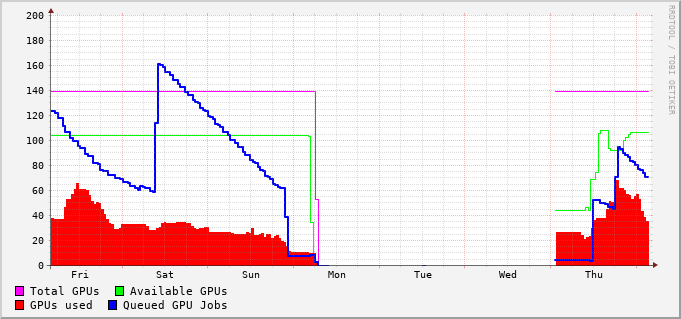 RRDTOOL / TOBI OETIKER
200
180
160
140
120
100
80
60
40
20
0
Fri Sat Sun Mon Tue Wed Thu
Total GPUs Available GPUs
GPUs used Queued GPU Jobs